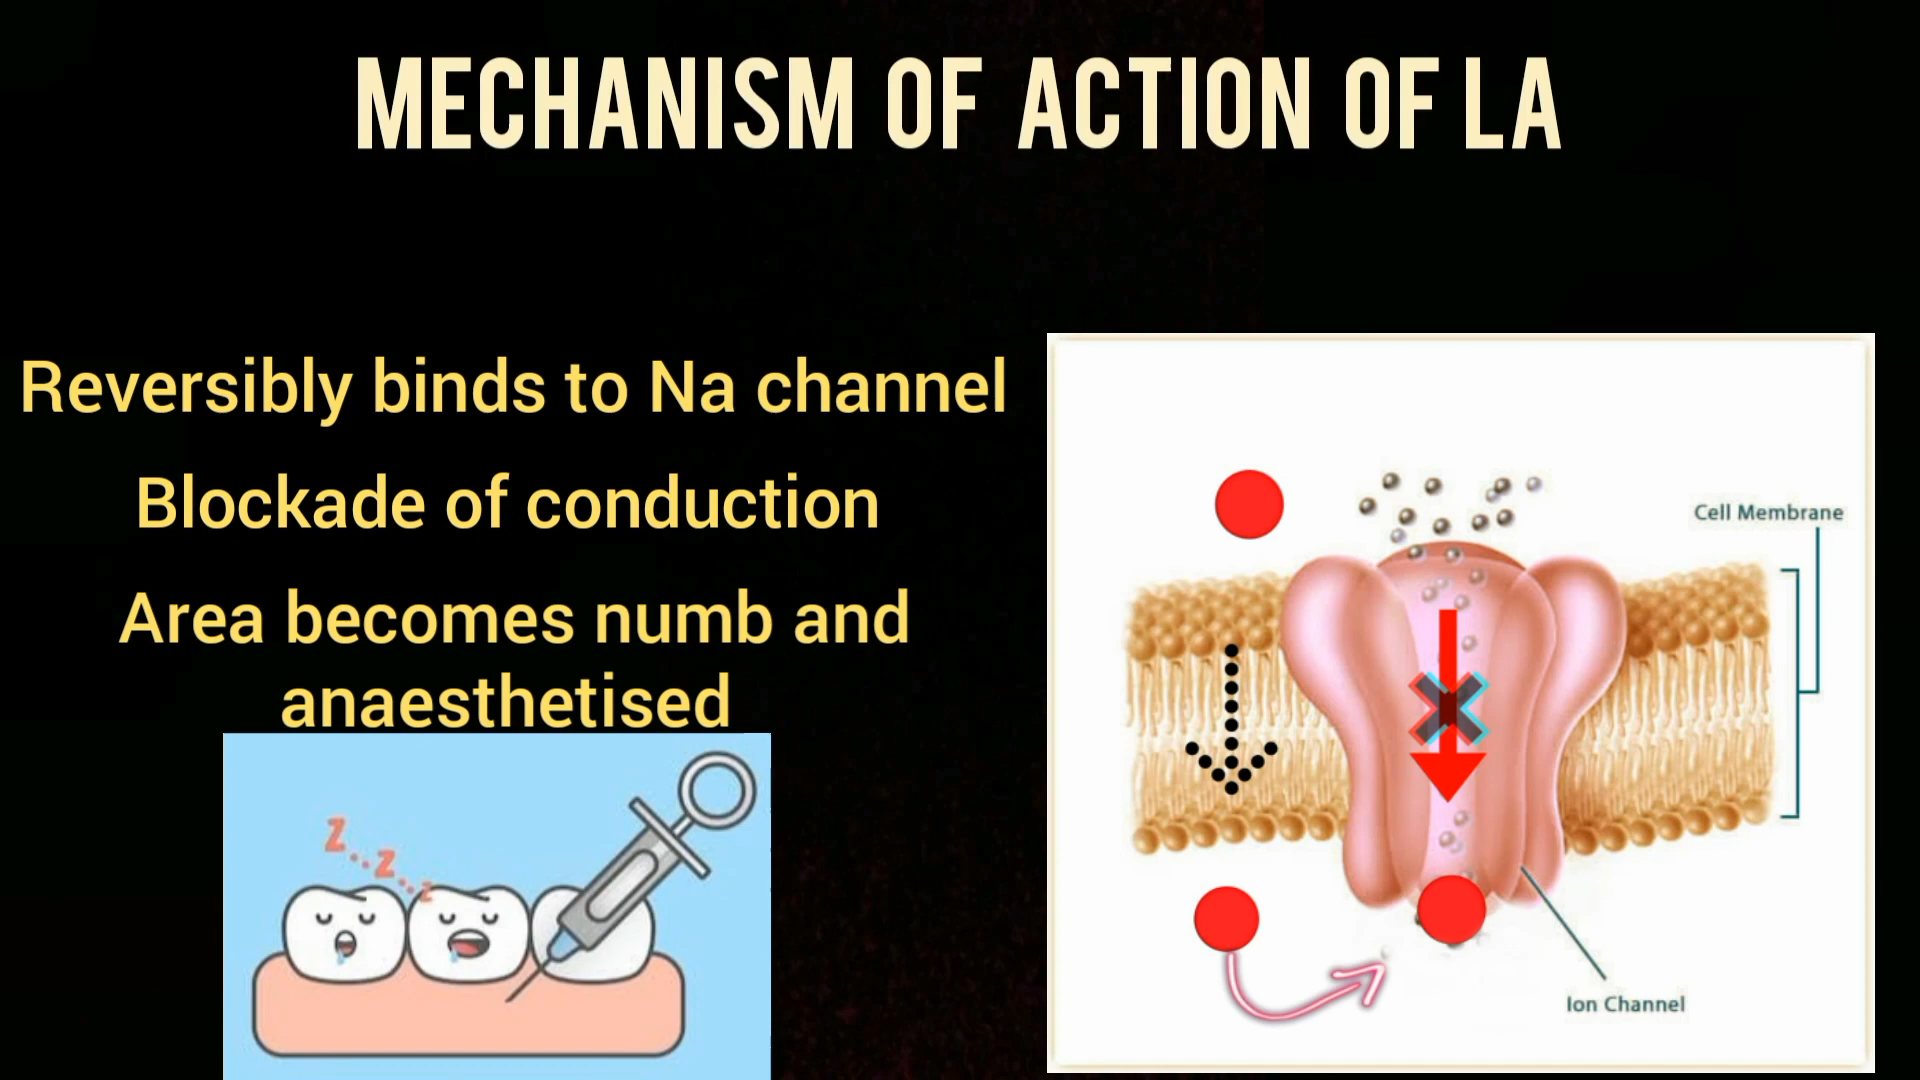 MECHANISM OF ACTION OF LA
Reversibly binds to Na channel
Blockade of conduction
Area becomes numb and
anaesthetised
Z..Z..z
Cell Membrane
Ion Channel